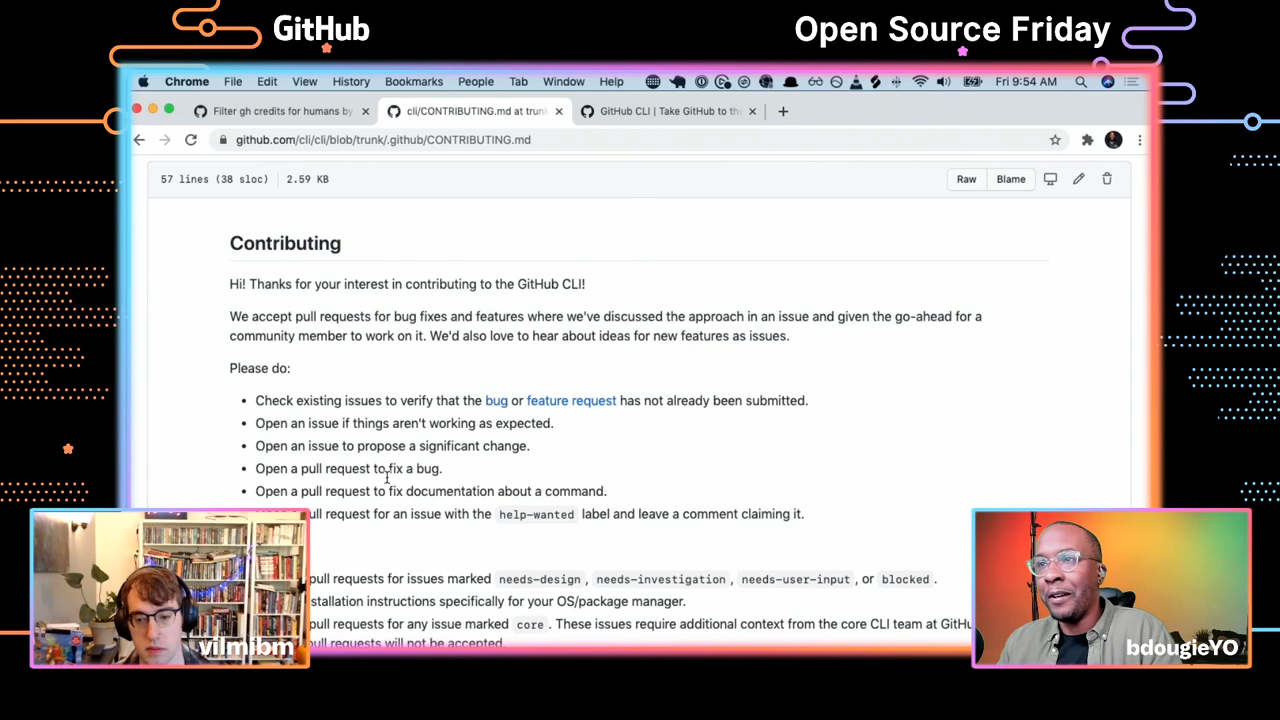 GitHub
Open Source Friday
Chrome File Edit View History Bookmarks People Tab Window Help Fri 9:54 AM
Filter gh credits for humans by
cli/CONTRIBUTING.md at trun
GitHub CLI | Take GitHub to the
github.com/cli/cli/blob/trunk/.github/CONTRIBUTING.md
57 lines (38 sloc) 2.59 KB
Raw Blame
Contributing
Hi! Thanks for your interest in contributing to the GitHub CLI!
We accept pull requests for bug fixes and features where we've discussed the approach in an issue and given the go-ahead for a
community member to work on it. We'd also love to hear about ideas for new features as issues.
Please do:
• Check existing issues to verify that the bug or feature request has not already been submitted.
• Open an issue if things aren't working as expected.
• Open an issue to propose a significant change.
• Open a pull request to fix a bug.
• Open a pull request to fix documentation about a command.
pull request for an issue with the help-wanted label and leave a comment claiming it.
pull requests for issues marked needs-design, needs-investigation, needs-user-input, or blocked.
stallation instructions specifically for your OS/package manager.
pull requests for any issue marked core. These issues require additional context from the core CLI team at GitHu
pull requests will not be accepted.
vilmibm
bdougieYO